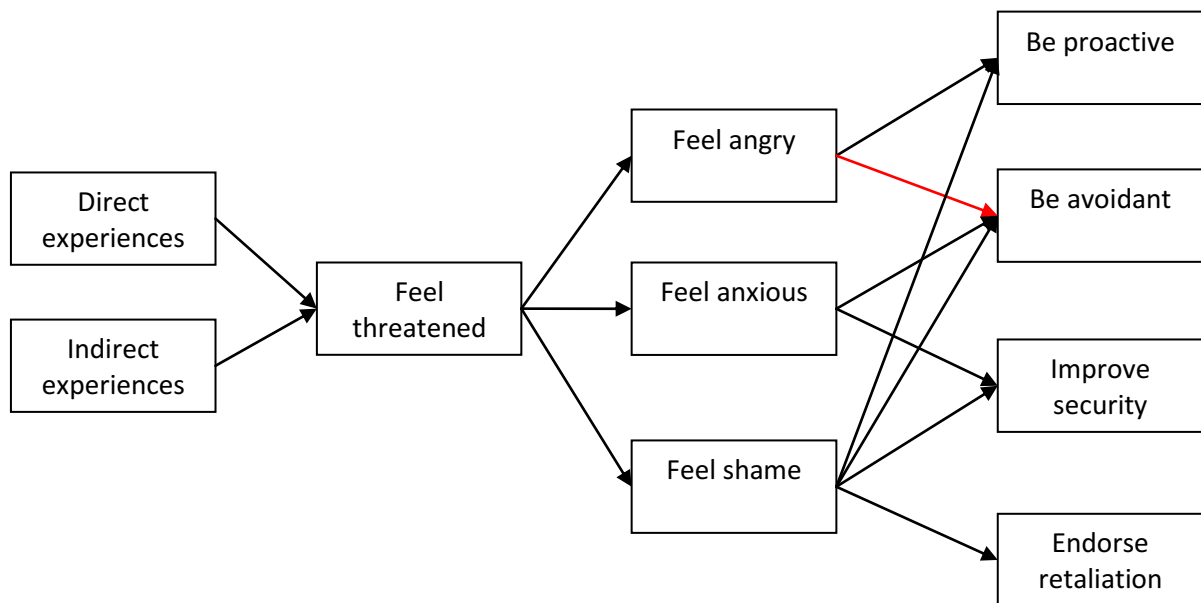 Direct
experiences
Indirect
experiences
Feel
threatened
Feel angry
Feel anxious
Feel shame
Be proactive
Be avoidant
Improve
security
Endorse
retaliation